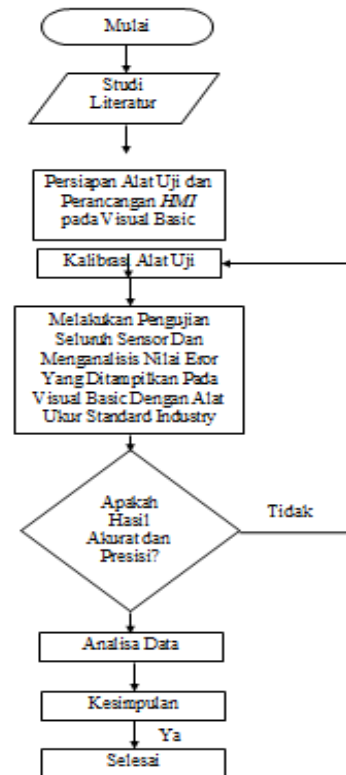 Mulai
Studi
Literatur
Persiapan Alat Uji dan
Perancangan HMI
pada Visual Basic
Kalibrasi Alat Uji
Melakukan Pengujian
Seluruh Sensor Dan
Menganalisis Nilai Eror
Yang Ditampilkan Pada
Visual Basic Dengan Alat
Ukur Standard Industry
Apakah
Hasil
Akurat dan
Presisi?
Tidak
Analisa Data
Kesimpulan
Ya
Selesai